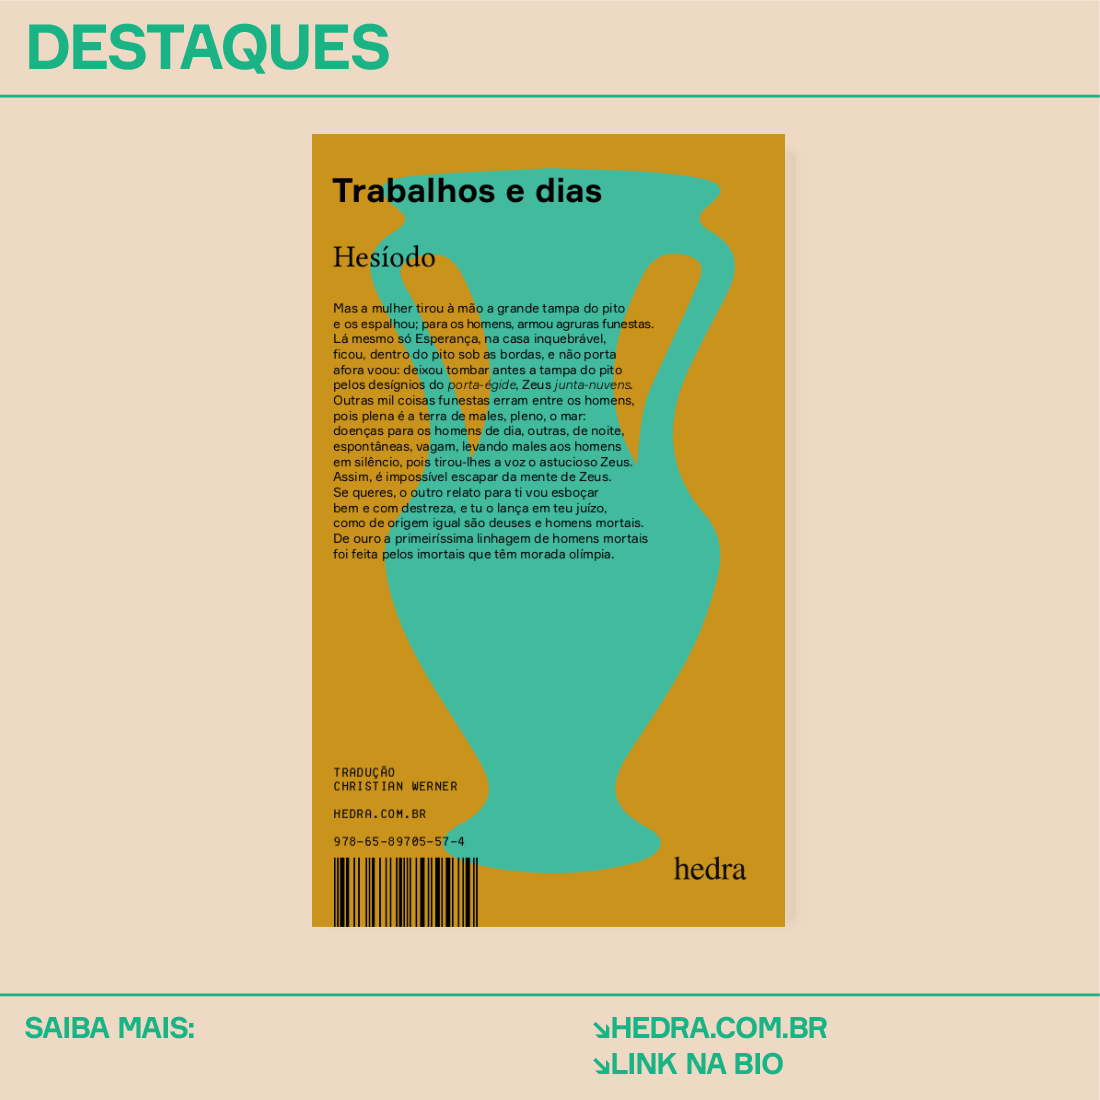 DESTAQUES
Trabalhos e dias
Hesíodo
Mas a mulher tirou à mão a grande tampa do pito
e os espalhou; para os homens, armou agruras funestas.
Lá mesmo só Esperança, na casa inquebrável,
ficou, dentro do pito sob as bordas, e não porta
afora voou: deixou tombar antes a tampa do pito
pelos desígnios do porta-égide, Zeus junta-nuvens.
Outras mil coisas funestas erram entre os homens,
pois plena é a terra de males, pleno, o mar:
doenças para os homens de dia, outras, de noite,
espontâneas, vagam, levando males aos homens
em silêncio, pois tirou-lhes a voz o astucioso Zeus.
Assim, é impossível escapar da mente de Zeus.
Se queres, o outro relato para ti vou esboçar
bem e com destreza, e tu o lança em teu juízo,
como de origem igual são deuses e homens mortais.
De ouro a primeiríssima linhagem de homens mortais
foi feita pelos imortais que têm morada olímpia.
TRADUÇÃO
CHRISTIAN WERNER
HEDRA.COM.BR
978-65-89705-57-4
hedra
SAIBA MAIS:
↘HEDRA.COM.BR
↘LINK NA BIO